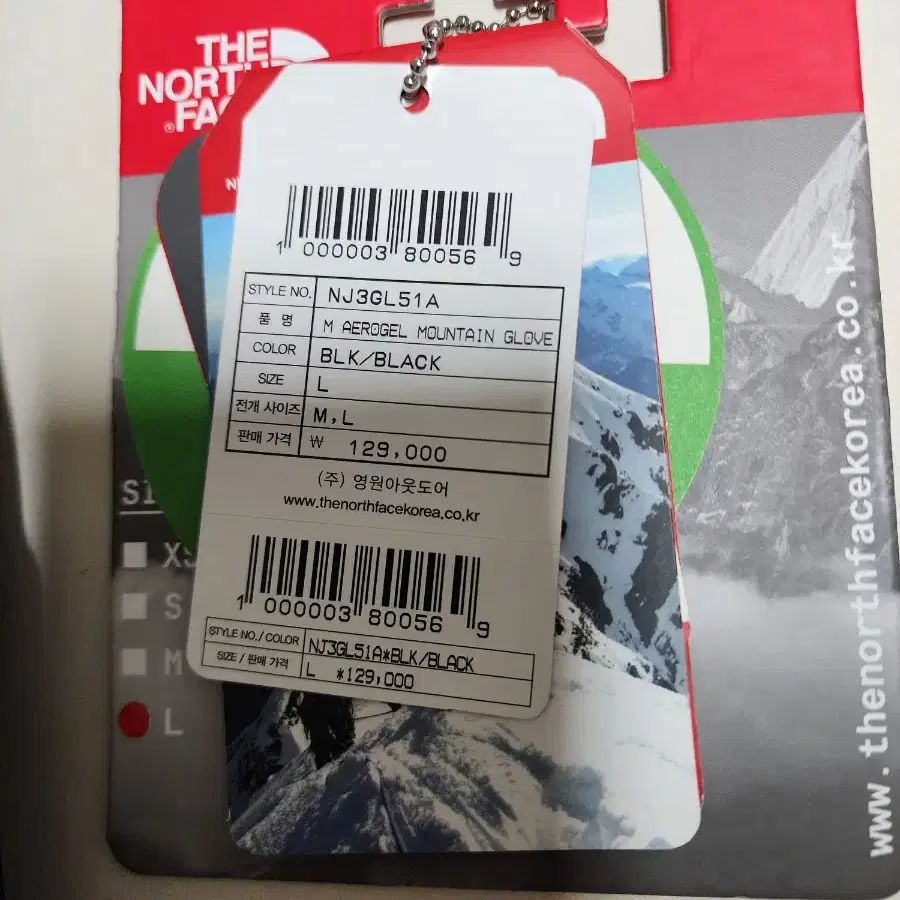 THE
NORTH
FA
1 000003 80056 9
STYLE NO. NJ3GL51A
품 명 M AEROGEL MOUNTAIN GLOVE
COLOR BLK/BLACK
SIZE L
전개 사이즈 M,L
판매 가격 ₩ 129,000
(주) 영원아웃도어
www.thenorthfacekorea.co.kr
1 000003 80056 9
STYLE NO./COLOR NJ3GL51A*BLK/BLACK
SIZE / 판매 가격 L *129,000
XS
S
M
L
www.thenorthfacekorea.co.kr